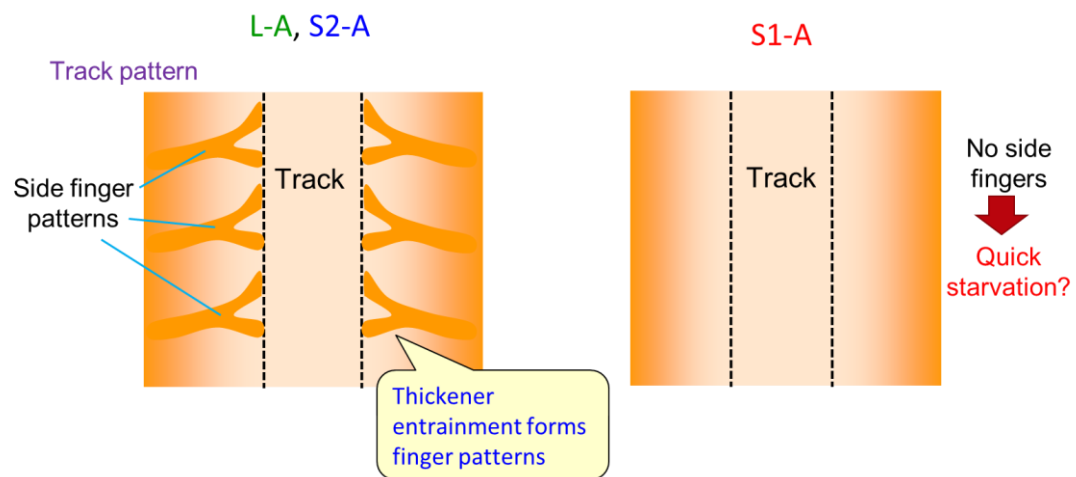 L-A, S2-A
S1-A
Track pattern
Side finger
patterns
Track
Track
No side
fingers
Quick
starvation?
Thickener
entrainment forms
finger patterns